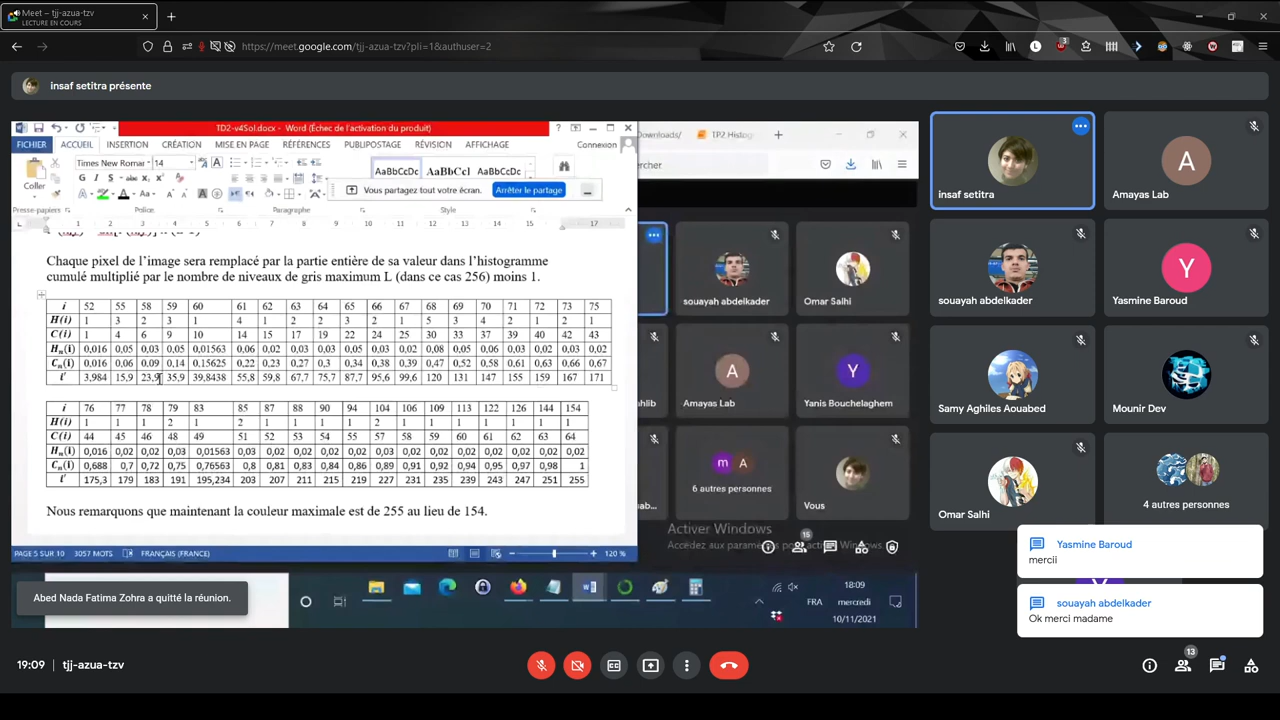 Meet – tjj-azua-tzv
LECTURE EN COURS
https://meet.google.com/tjj-azua-tzv?pli=1&authuser=2
insaf setitra présente
TD2-v4Sol.docx - Word (Échec de l'activation du produit)
FICHIER ACCUEIL INSERTION CRÉATION MISE EN PAGE RÉFÉRENCES PUBLIPOSTAGE RÉVISION AFFICHAGE Connexion
Times New Romar 14
Coller
AaBbCcDc AaBbCc AaBbCcDc
Vous partagez tout écran. Arrêter le partage
Presse-papiers Police Paragraphe Style
Chaque pixel de l'image sera remplacé par la partie entière de sa valeur dans l'histogramme
cumulé multiplié par le nombre de niveaux de gris maximum L (dans ce cas 256) moins 1.
i 52 55 58 59 60 61 62 63 64 65 66 67 68 69 70 71 72 73 75
H(i) 1 3 2 3 1 4 1 2 2 3 2 1 5 3 4 2 1 2 1
C(i) 1 4 6 9 10 14 15 17 19 22 24 25 30 33 37 39 40 42 43
Hn(i) 0,016 0,05 0,03 0,05 0,01563 0,06 0,02 0,03 0,03 0,05 0,03 0,02 0,08 0,05 0,06 0,03 0,02 0,03 0,02
Cn(i) 0,016 0,06 0,09 0,14 0,15625 0,22 0,23 0,27 0,3 0,34 0,38 0,39 0,47 0,52 0,58 0,61 0,63 0,66 0,67
i' 3,984 15,9 23,9 35,9 39,8438 55,8 59,8 67,7 75,7 87,7 95,6 99,6 120 131 147 155 159 167 171
i 76 77 78 79 83 85 87 88 90 94 104 106 109 113 122 126 144 154
H(i) 1 1 1 2 1 2 1 1 1 1 2 1 1 1 1 1 1 1
C(i) 44 45 46 48 49 51 52 53 54 55 57 58 59 60 61 62 63 64
Hn(i) 0,016 0,02 0,02 0,03 0,01563 0,03 0,02 0,02 0,02 0,02 0,03 0,02 0,02 0,02 0,02 0,02 0,02 0,02
Cn(i) 0,688 0,7 0,72 0,75 0,76563 0,8 0,81 0,83 0,84 0,86 0,89 0,91 0,92 0,94 0,95 0,97 0,98 1
i' 175,3 179 183 191 195,234 203 207 211 215 219 227 231 235 239 243 247 251 255
Nous remarquons que maintenant la couleur maximale est de 255 au lieu de 154.
PAGE 5 SUR 10 3057 MOTS FRANÇAIS (FRANCE) 120 %
ownloads/ TP2 Histog
rcher
souayah abdelkader Omar Salhi
ahlib Amayas Lab Yanis Bouchelaghem
m A
6 autres personnes Vous
Activer Windows
15
FRA
18:09
mercredi
10/11/2021
Abed Nada Fatima Zohra a quitté la réunion.
insaf setitra
A
Amayas Lab
souayah abdelkader
Y
Yasmine Baroud
Samy Aghiles Aouabed
Mounir Dev
Omar Salhi
4 autres personnes
Yasmine Baroud
mercii
souayah abdelkader
Ok merci madame
19:09 tjj-azua-tzv
13